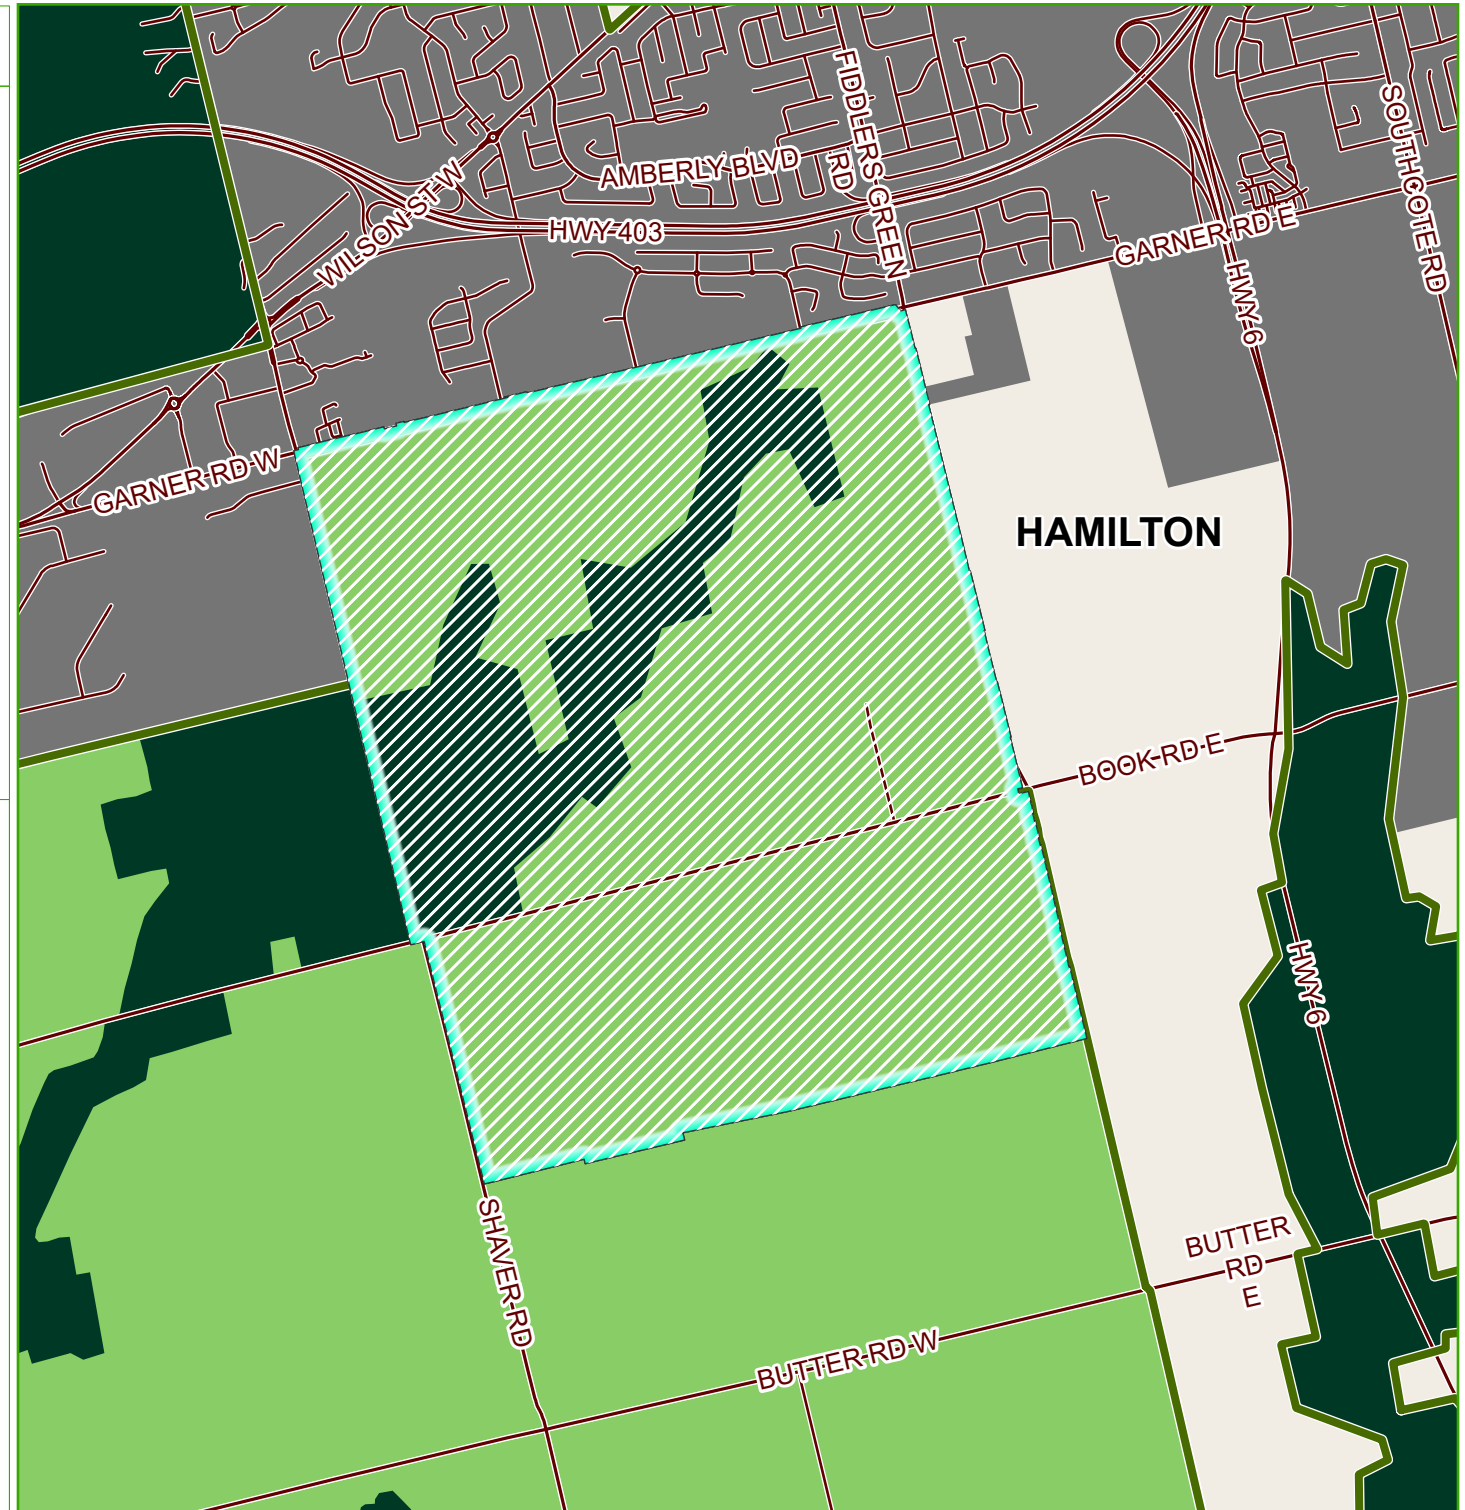 FIDDLERS GREEN
RD
SOUTHCOTE RD
AMBERLY BLVD
WILSON ST W
HWY 403
GARNER RD E
HWY 6
GARNER RD W
HAMILTON
BOOK RD E
HWY 6
SHAVER RD
BUTTER
RD
E
BUTTER RD W